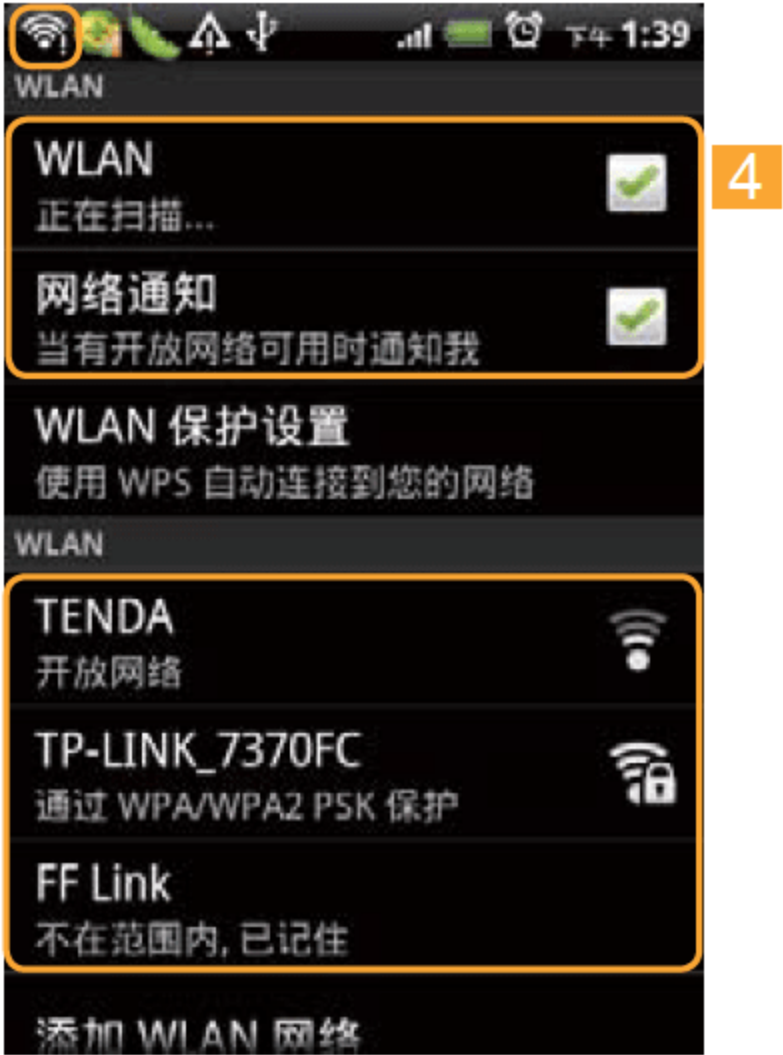 下午 1:39
WLAN
WLAN
4
正在扫描...
网络通知
当有开放网络可用时通知我
WLAN 保护设置
使用 WPS 自动连接到您的网络
WLAN
TENDA
开放网络
TP-LINK_7370FC
通过 WPA/WPA2 PSK 保护
FF Link
不在范围内, 已记住
添加 WLAN 网络